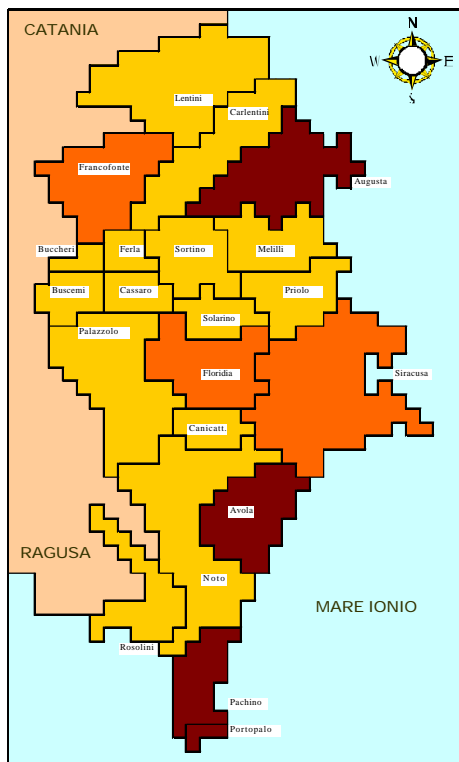 CATANIA
N
W
E
S
Lentini
Carlentini
Francofonte
Augusta
Buccheri
Ferla
Sortino
Melilli
Buscemi
Cassaro
Priolo
Solarino
Palazzolo
Floridia
Siracusa
Canicatt.
Avola
RAGUSA
Noto
MARE IONIO
Rosolini
Pachino
Portopalo